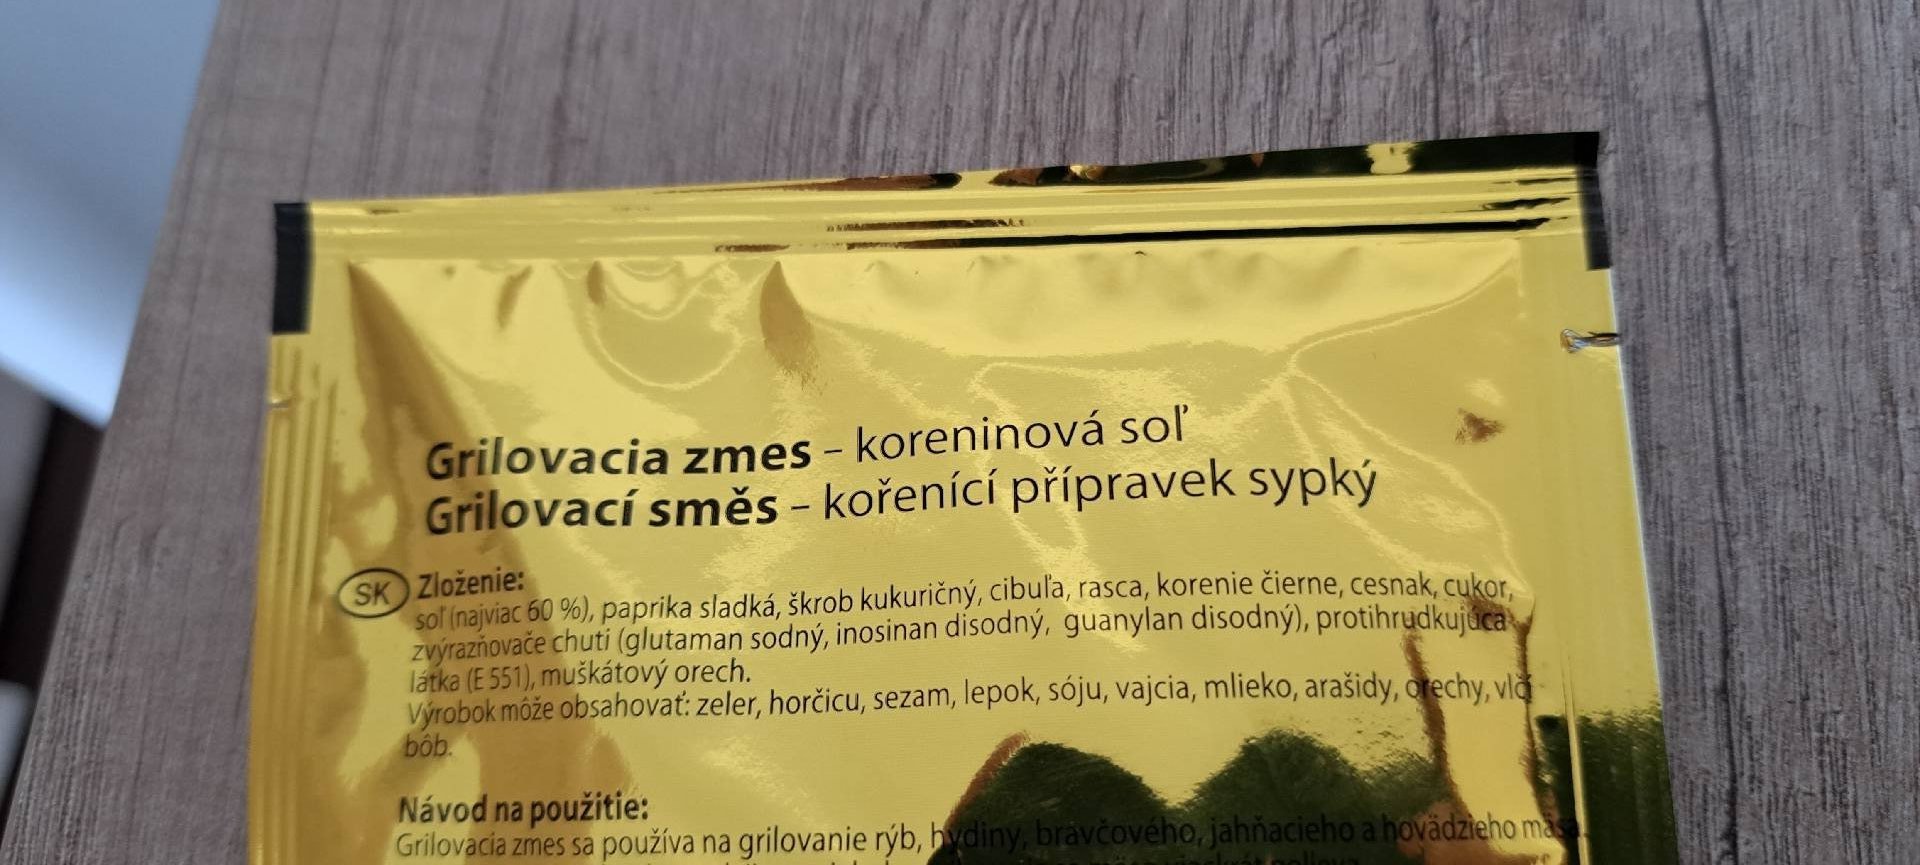 Grilovacia zmes – koreninová soľ
Grilovací směs – kořenící přípravek sypký
SK Zloženie:
soľ (najviac 60 %), paprika sladká, škrob kukuričný, cibuľa, rasca, korenie čierne, cesnak, cukor,
zvýrazňovače chuti (glutaman sodný, inosinan disodný, guanylan disodný), protihrudkujúca
látka (E 551), muškátový orech.
Výrobok môže obsahovať: zeler, horčicu, sezam, lepok, sóju, vajcia, mlieko, arašidy, orechy, vlčí
bôb.
Návod na použitie:
Grilovacia zmes sa používa na grilovanie rýb, hydiny, bravčového, jahňacieho a hovädzieho mäsa.